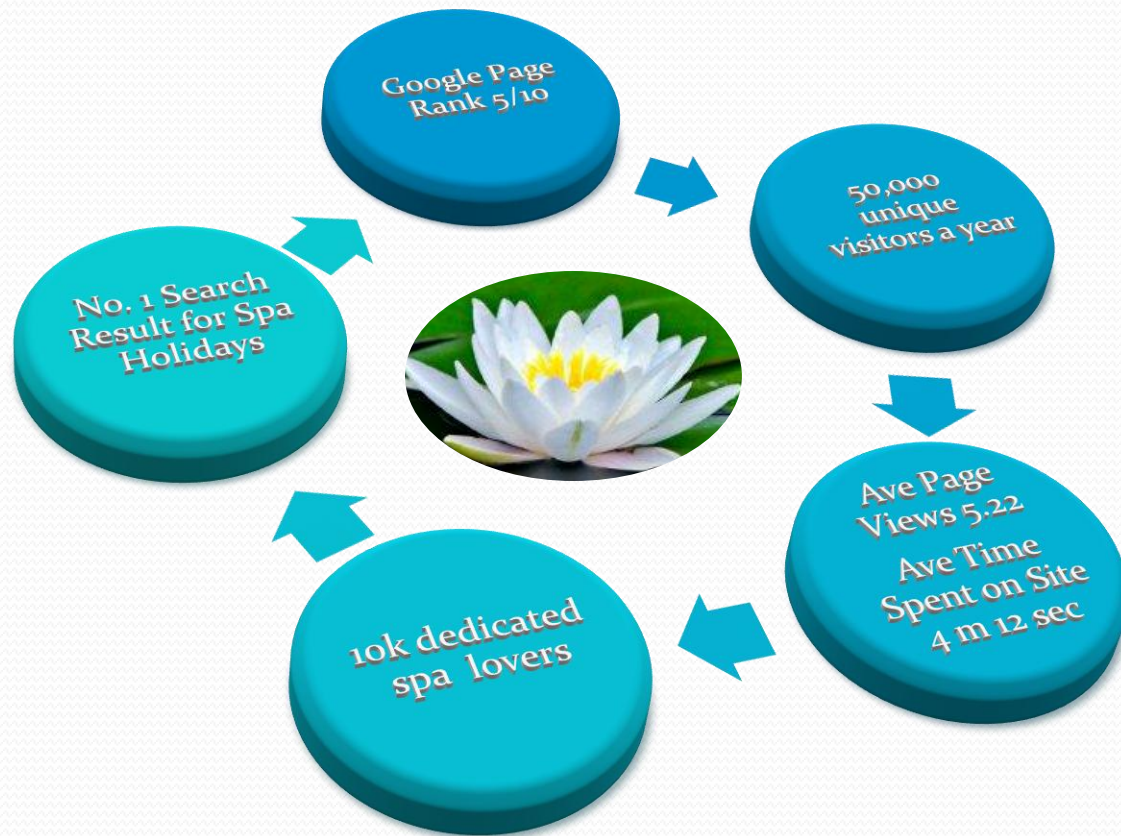 Google Page
Rank 5/10
50,000
unique
visitors a year
Ave Page
Views 5.22
Ave Time
Spent on Site
4 m 12 sec
10k dedicated
spa lovers
No. 1 Search
Result for Spa
Holidays